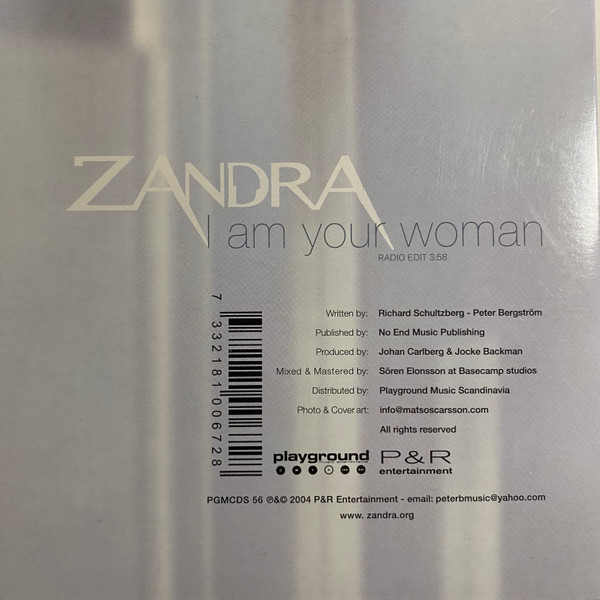 ZANDRA
I am your woman
RADIO EDIT 3:58
7 332181 006728
Written by: Richard Schultzberg - Peter Bergström
Published by: No End Music Publishing
Produced by: Johan Carlberg & Jocke Backman
Mixed & Mastered by: Sören Elonsson at Basecamp studios
Distributed by: Playground Music Scandinavia
Photo & Cover art: info@matsoscarsson.com
All rights reserved
playground P&R
entertainment
PGMCDS 56 ℗&© 2004 P&R Entertainment - email: peterbmusic@yahoo.com
www. zandra.org